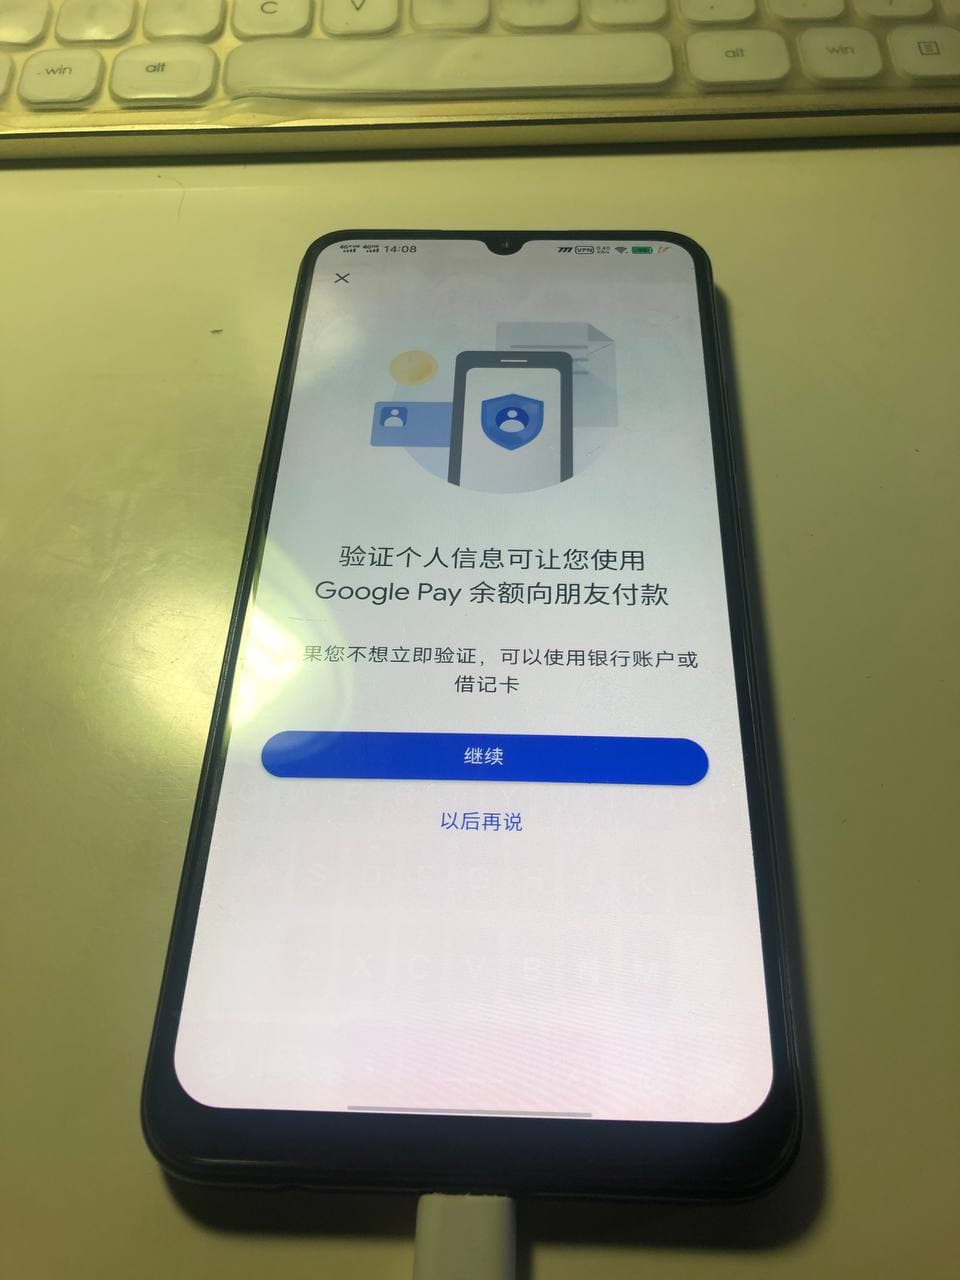 C V
win alt alt win
14:08 VPN
验证个人信息可让您使用
Google Pay 余额向朋友付款
果您不想立即验证，可以使用银行账户或
借记卡
继续
以后再说